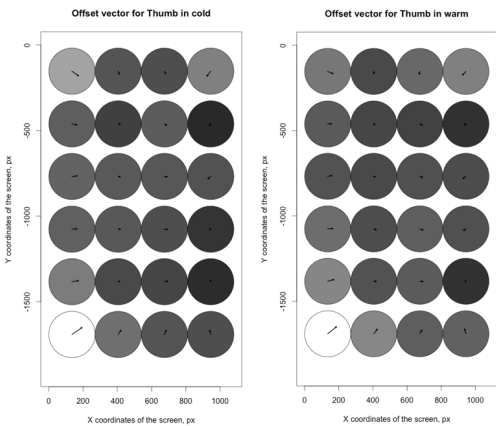 Offset vector for Thumb in cold
0
-500
-1000
-1500
Y coordinates of the screen, px
0 200 400 600 800 1000
X coordinates of the screen, px
Offset vector for Thumb in warm
0
-500
-1000
-1500
Y coordinates of the screen, px
0 200 400 600 800 1000
X coordinates of the screen, px